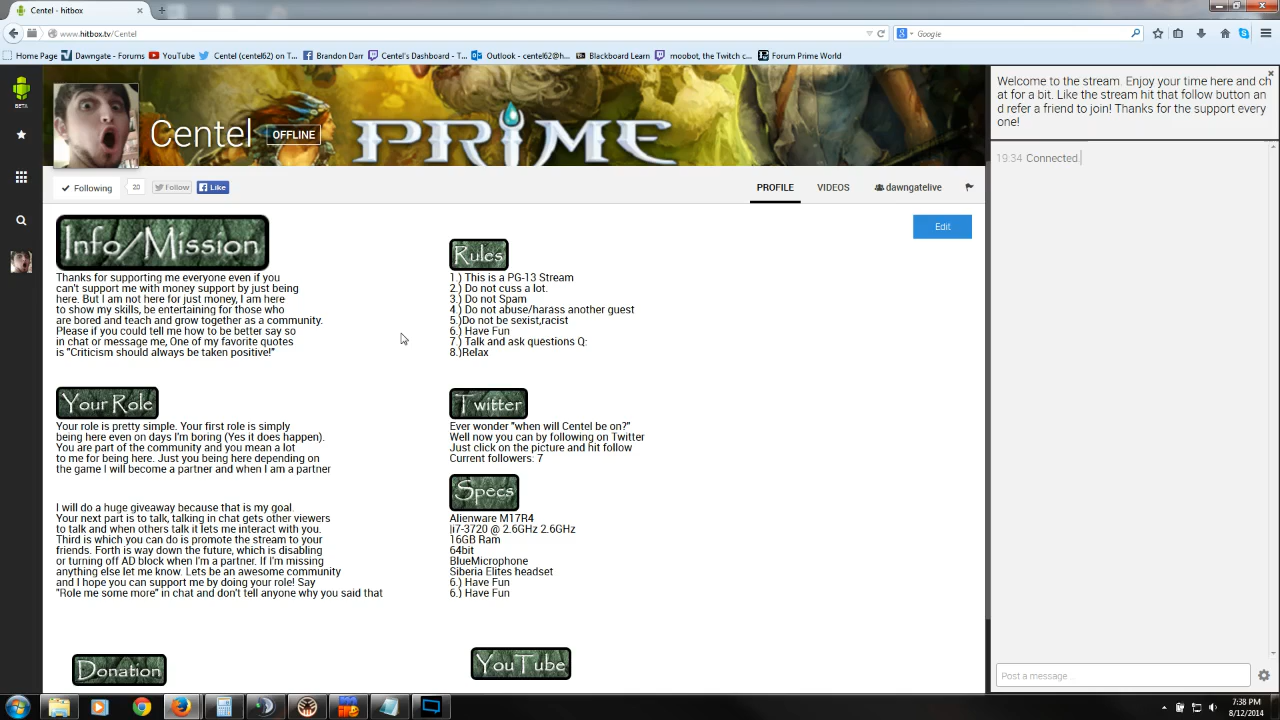 Centel - hitbox
www.hitbox.tv/Centel
Google
Home Page
Dawngate - Forums
YouTube
Centel (centel62) on T...
Brandon Darr
Centel's Dashboard - T...
Outlook - centel62@h...
Blackboard Learn
moobot, the Twitch c...
Forum Prime World
BETA
Centel OFFLINE
PRIME
Following
20
Follow
Like
PROFILE
VIDEOS
dawngatelive
Edit
Info/Mission
Thanks for supporting me everyone even if you
can't support me with money support by just being
here. But I am not here for just money, I am here
to show my skills, be entertaining for those who
are bored and teach and grow together as a community.
Please if you could tell me how to be better say so
in chat or message me, One of my favorite quotes
is "Criticism should always be taken positive!"
Rules
1.) This is a PG-13 Stream
2.) Do not cuss a lot.
3.) Do not Spam
4.) Do not abuse/harass another guest
5.)Do not be sexist,racist
6.) Have Fun
7.) Talk and ask questions Q:
8.)Relax
Your Role
Your role is pretty simple. Your first role is simply
being here even on days I'm boring (Yes it does happen).
You are part of the community and you mean a lot
to me for being here. Just you being here depending on
the game I will become a partner and when I am a partner
I will do a huge giveaway because that is my goal.
Your next part is to talk, talking in chat gets other viewers
to talk and when others talk it lets me interact with you.
Third is which you can do is promote the stream to your
friends. Forth is way down the future, which is disabling
or turning off AD block when I'm a partner. If I'm missing
anything else let me know. Lets be an awesome community
and I hope you can support me by doing your role! Say
"Role me some more" in chat and don't tell anyone why you said that
Twitter
Ever wonder "when will Centel be on?"
Well now you can by following on Twitter
Just click on the picture and hit follow
Current followers: 7
Specs
Alienware M17R4
|i7-3720 @ 2.6GHz 2.6GHz
16GB Ram
64bit
BlueMicrophone
Siberia Elites headset
6.) Have Fun
6.) Have Fun
Donation
YouTube
Welcome to the stream. Enjoy your time here and ch
at for a bit. Like the stream hit that follow button an
d refer a friend to join! Thanks for the support every
one!
19:34 Connected.
Post a message ...
7:38 PM
8/12/2014